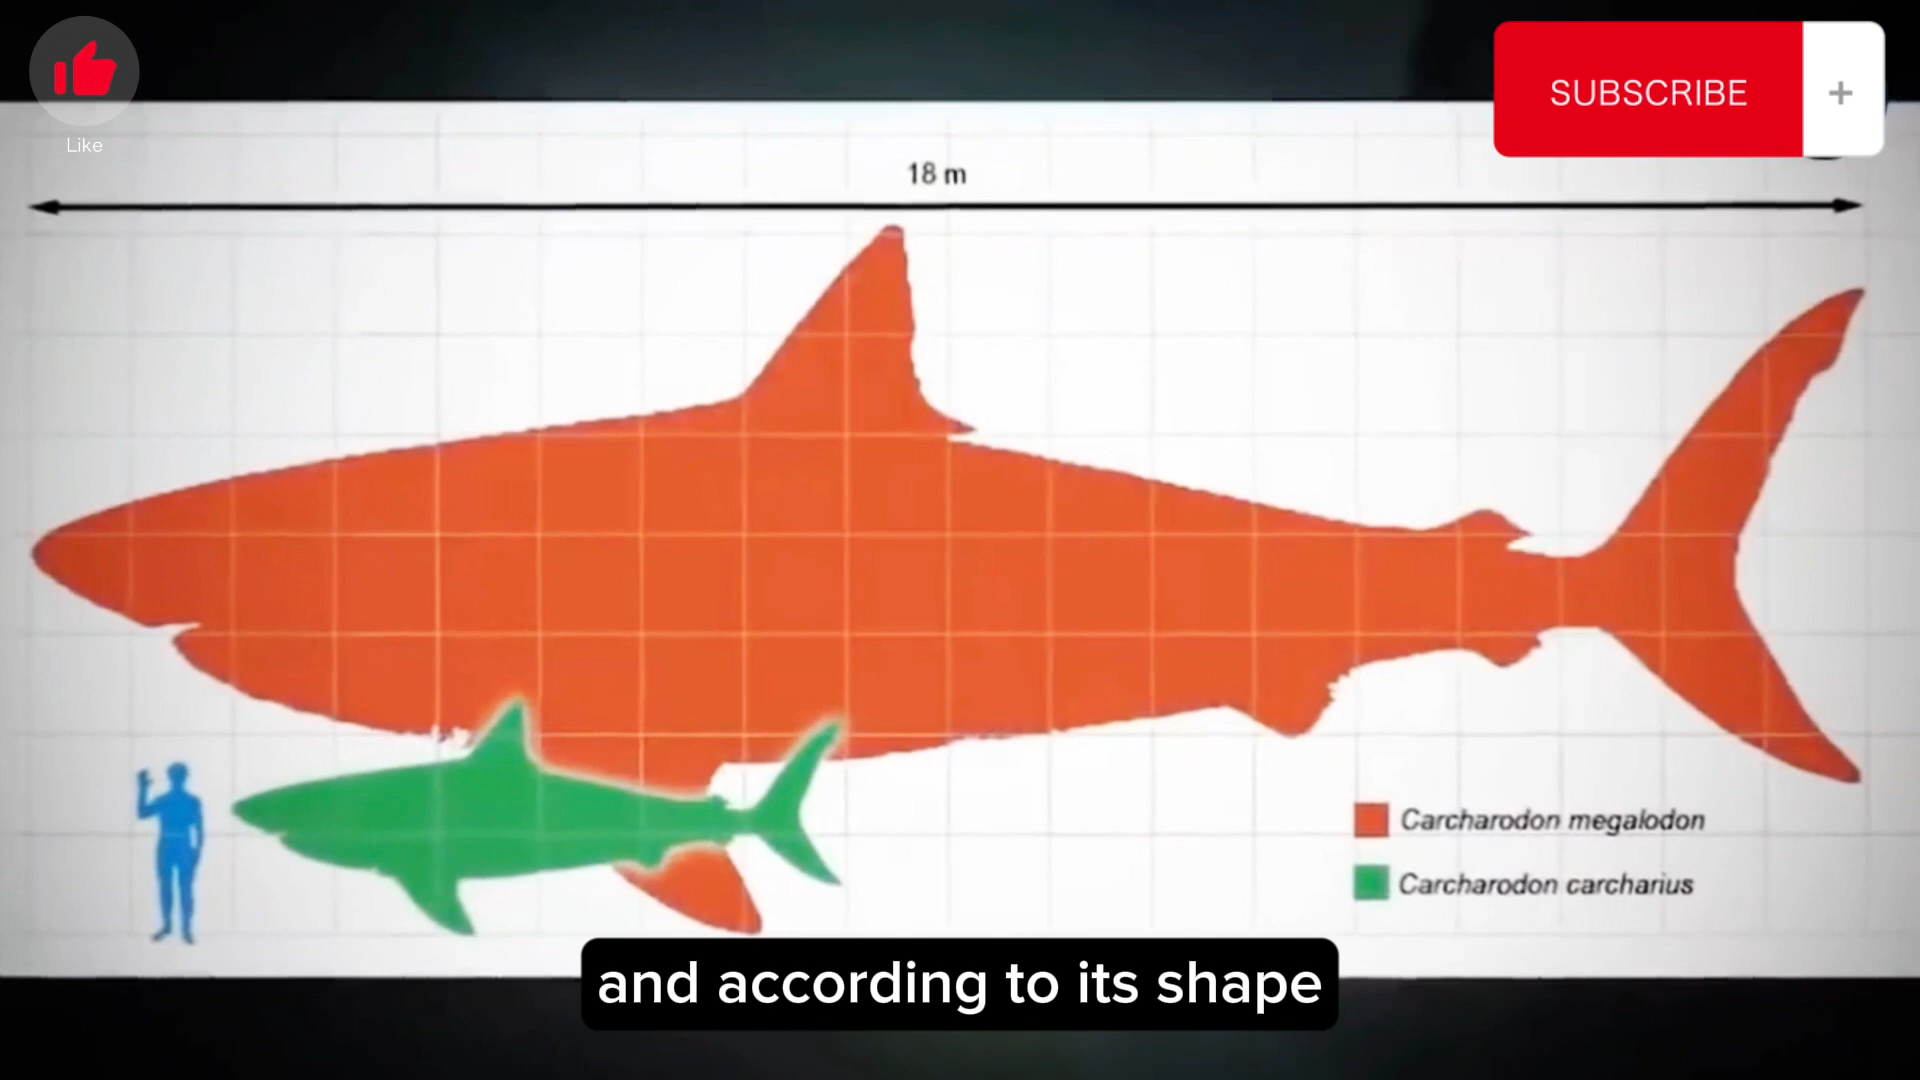 Like
SUBSCRIBE +
18 m
Carcharodon megalodon
Carcharodon carcharius
and according to its shape